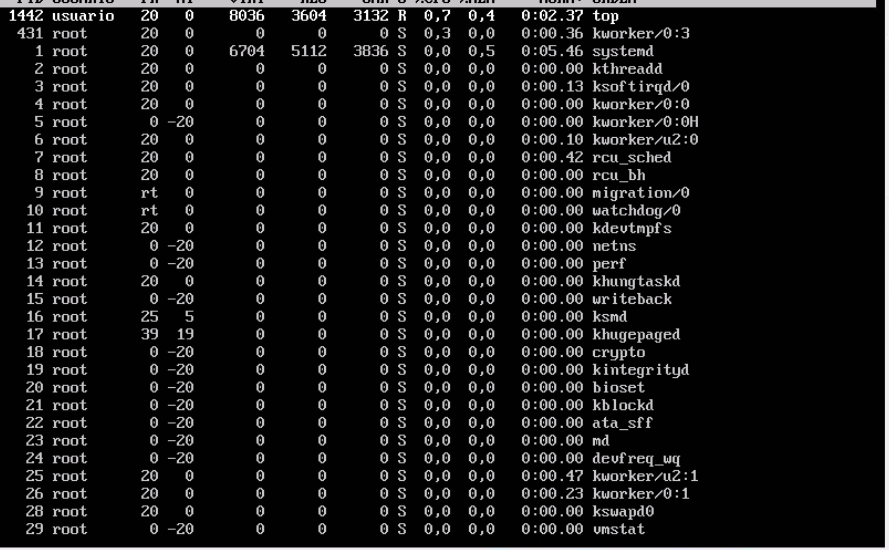 1442 usuario 20 0 8036 3604 3132 R 0,7 0,4 0:02.37 top
431 root 20 0 0 0 0 S 0,3 0,0 0:00.36 kworker/0:3
1 root 20 0 6704 5112 3836 S 0,0 0,5 0:05.46 systemd
2 root 20 0 0 0 0 S 0,0 0,0 0:00.00 kthreadd
3 root 20 0 0 0 0 S 0,0 0,0 0:00.13 ksoftirqd/0
4 root 20 0 0 0 0 S 0,0 0,0 0:00.00 kworker/0:0
5 root 0 -20 0 0 0 S 0,0 0,0 0:00.00 kworker/0:0H
6 root 20 0 0 0 0 S 0,0 0,0 0:00.10 kworker/u2:0
7 root 20 0 0 0 0 S 0,0 0,0 0:00.42 rcu_sched
8 root 20 0 0 0 0 S 0,0 0,0 0:00.00 rcu_bh
9 root rt 0 0 0 0 S 0,0 0,0 0:00.00 migration/0
10 root rt 0 0 0 0 S 0,0 0,0 0:00.00 watchdog/0
11 root 20 0 0 0 0 S 0,0 0,0 0:00.00 kdevtmpfs
12 root 0 -20 0 0 0 S 0,0 0,0 0:00.00 netns
13 root 0 -20 0 0 0 S 0,0 0,0 0:00.00 perf
14 root 20 0 0 0 0 S 0,0 0,0 0:00.00 khungtaskd
15 root 0 -20 0 0 0 S 0,0 0,0 0:00.00 writeback
16 root 25 5 0 0 0 S 0,0 0,0 0:00.00 ksmd
17 root 39 19 0 0 0 S 0,0 0,0 0:00.00 khugepaged
18 root 0 -20 0 0 0 S 0,0 0,0 0:00.00 crypto
19 root 0 -20 0 0 0 S 0,0 0,0 0:00.00 kintegrityd
20 root 0 -20 0 0 0 S 0,0 0,0 0:00.00 bioset
21 root 0 -20 0 0 0 S 0,0 0,0 0:00.00 kblockd
22 root 0 -20 0 0 0 S 0,0 0,0 0:00.00 ata_sff
23 root 0 -20 0 0 0 S 0,0 0,0 0:00.00 md
24 root 0 -20 0 0 0 S 0,0 0,0 0:00.00 devfreq_wq
25 root 20 0 0 0 0 S 0,0 0,0 0:00.47 kworker/u2:1
26 root 20 0 0 0 0 S 0,0 0,0 0:00.23 kworker/0:1
28 root 20 0 0 0 0 S 0,0 0,0 0:00.00 kswapd0
29 root 0 -20 0 0 0 S 0,0 0,0 0:00.00 vmstat